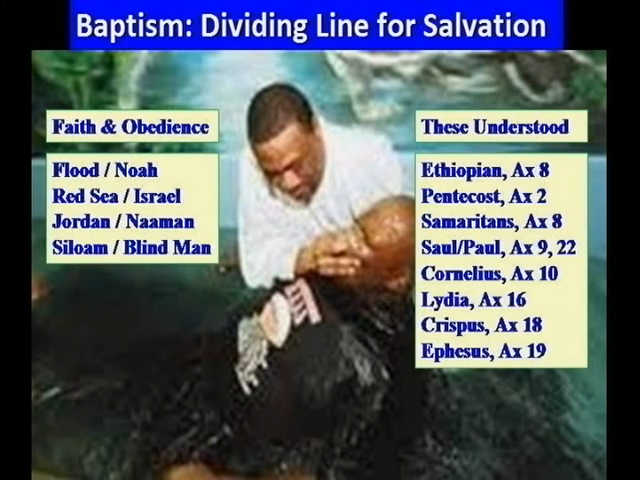 Baptism: Dividing Line for Salvation
Faith & Obedience
Flood / Noah
Red Sea / Israel
Jordan / Naaman
Siloam / Blind Man
These Understood
Ethiopian, Ax 8
Pentecost, Ax 2
Samaritans, Ax 8
Saul/Paul, Ax 9, 22
Cornelius, Ax 10
Lydia, Ax 16
Crispus, Ax 18
Ephesus, Ax 19